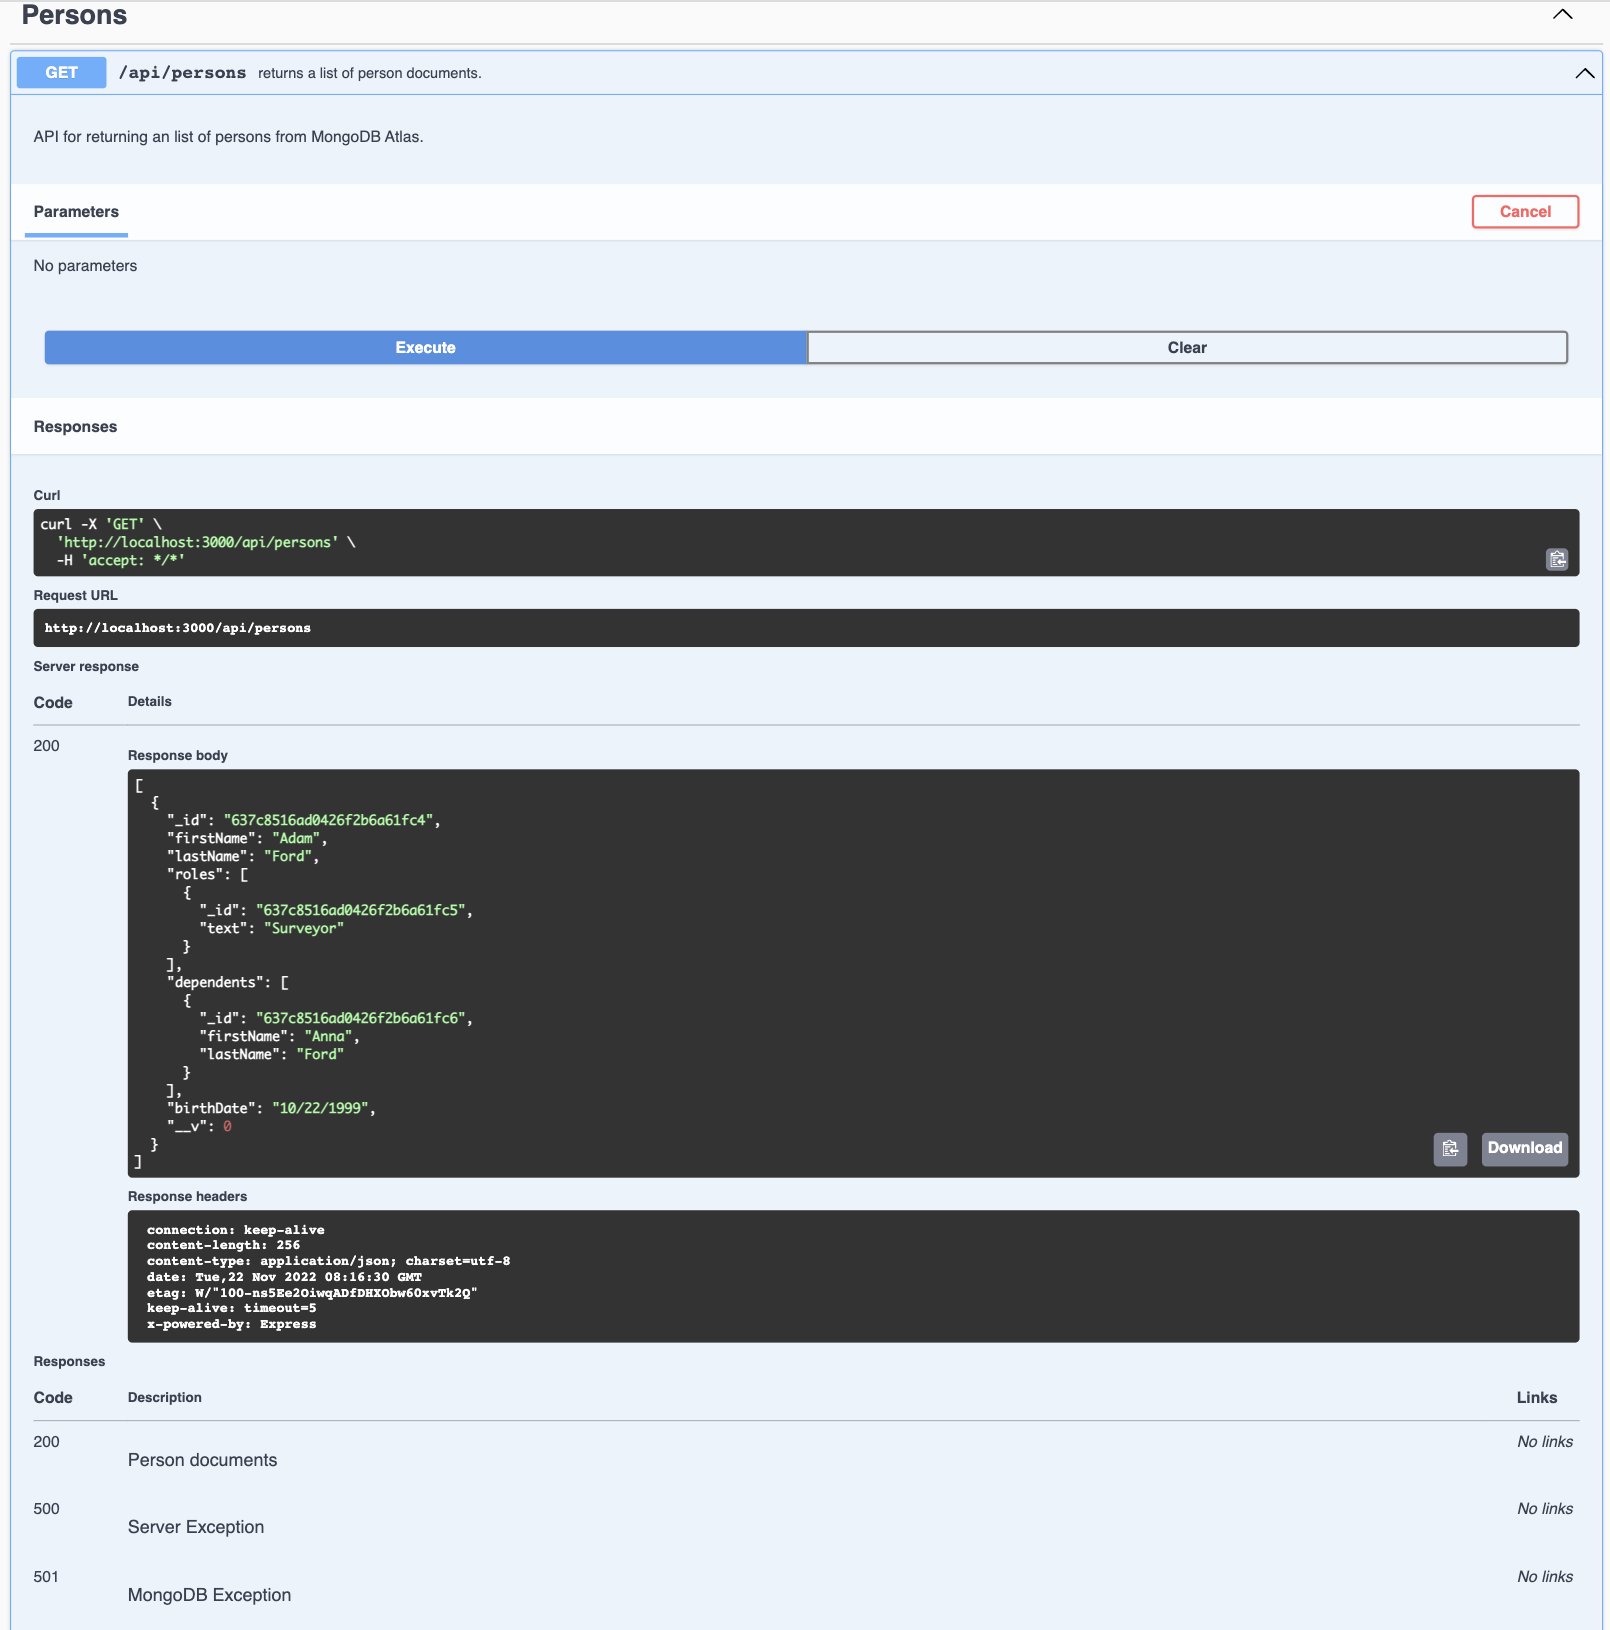 Persons
GET /api/persons returns a list of person documents.
API for returning an list of persons from MongoDB Atlas.
Parameters Cancel
No parameters
Execute Clear
Responses
Curl
curl -X 'GET' \
  'http://localhost:3000/api/persons' \
  -H 'accept: */*'
Request URL
http://localhost:3000/api/persons
Server response
Code Details
200
Response body
[
  {
    "_id": "637c8516ad0426f2b6a61fc4",
    "firstName": "Adam",
    "lastName": "Ford",
    "roles": [
      {
        "_id": "637c8516ad0426f2b6a61fc5",
        "text": "Surveyor"
      }
    ],
    "dependents": [
      {
        "_id": "637c8516ad0426f2b6a61fc6",
        "firstName": "Anna",
        "lastName": "Ford"
      }
    ],
    "birthDate": "10/22/1999",
    "__v": 0
  }
]
Download
Response headers
connection: keep-alive
content-length: 256
content-type: application/json; charset=utf-8
date: Tue,22 Nov 2022 08:16:30 GMT
etag: W/"100-ns5Ee2OiwqADfDHXObw60xvTk2Q"
keep-alive: timeout=5
x-powered-by: Express
Responses
Code Description Links
200 No links
Person documents
500 No links
Server Exception
501 No links
MongoDB Exception